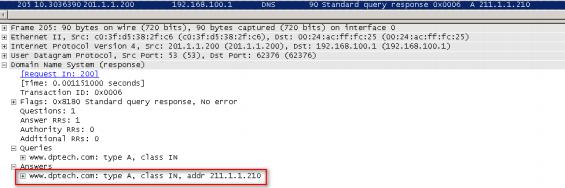 205 10.3036390 201.1.1.200 192.168.100.1 DNS 90 Standard query response 0x0006 A 211.1.1.210
Frame 205: 90 bytes on wire (720 bits), 90 bytes captured (720 bits) on interface 0
Ethernet II, Src: c0:3f:d5:38:2f:c6 (c0:3f:d5:38:2f:c6), Dst: 00:24:ac:ff:fc:25 (00:24:ac:ff:fc:25)
Internet Protocol Version 4, Src: 201.1.1.200 (201.1.1.200), Dst: 192.168.100.1 (192.168.100.1)
User Datagram Protocol, Src Port: 53 (53), Dst Port: 62376 (62376)
Domain Name System (response)
[Request In: 200]
[Time: 0.001151000 seconds]
Transaction ID: 0x0006
Flags: 0x8180 Standard query response, No error
Questions: 1
Answer RRs: 1
Authority RRs: 0
Additional RRs: 0
Queries
www.dptech.com: type A, class IN
Answers
www.dptech.com: type A, class IN, addr 211.1.1.210